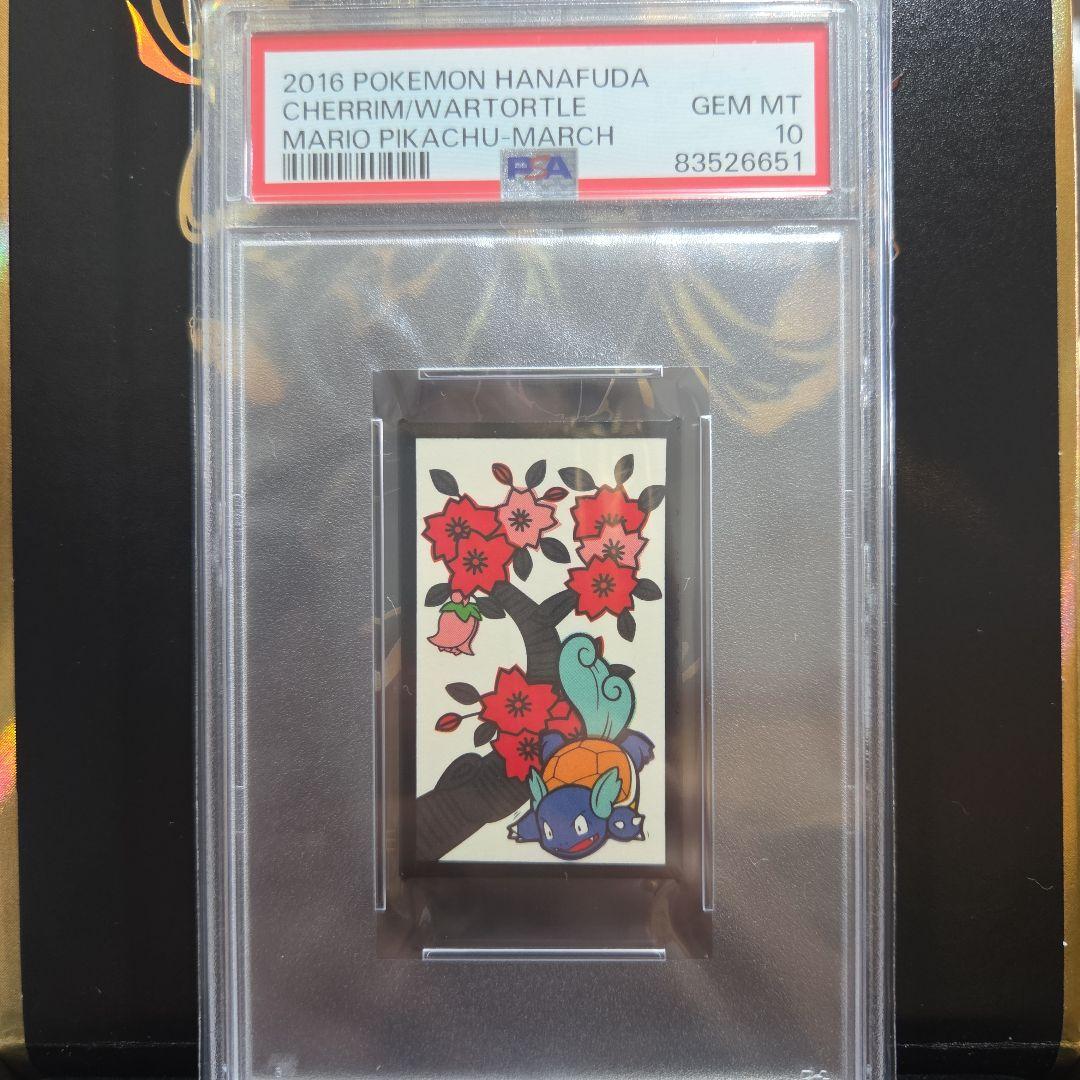 2016 POKEMON HANAFUDA
CHERRIM/WARTORTLE GEM MT
MARIO PIKACHU-MARCH 10
PSA 83526651